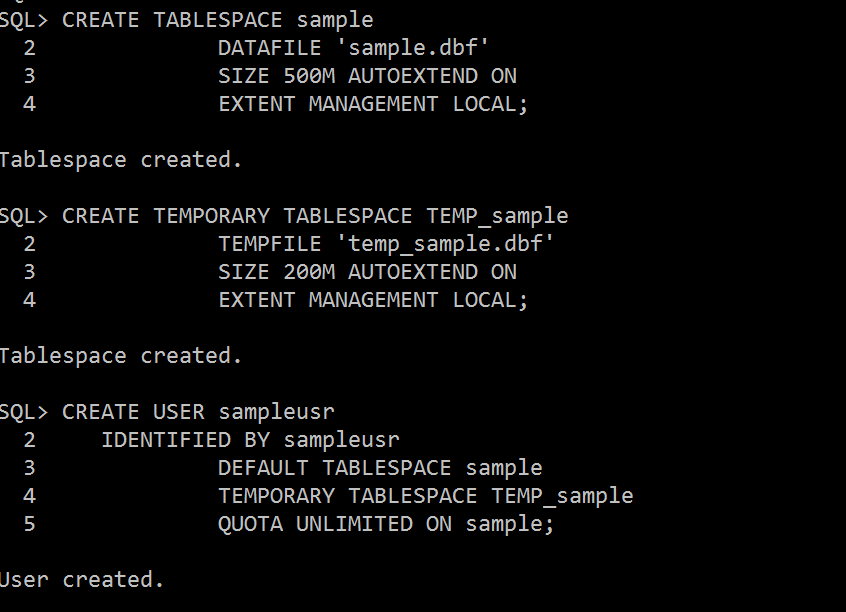 SQL> CREATE TABLESPACE sample
2 DATAFILE 'sample.dbf'
3 SIZE 500M AUTOEXTEND ON
4 EXTENT MANAGEMENT LOCAL;
Tablespace created.
SQL> CREATE TEMPORARY TABLESPACE TEMP_sample
2 TEMPFILE 'temp_sample.dbf'
3 SIZE 200M AUTOEXTEND ON
4 EXTENT MANAGEMENT LOCAL;
Tablespace created.
SQL> CREATE USER sampleusr
2 IDENTIFIED BY sampleusr
3 DEFAULT TABLESPACE sample
4 TEMPORARY TABLESPACE TEMP_sample
5 QUOTA UNLIMITED ON sample;
User created.